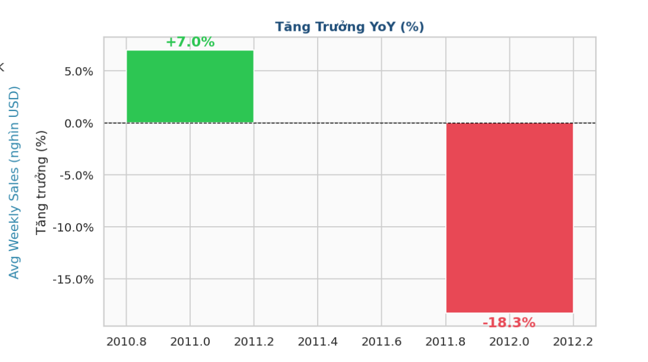 Tăng Trưởng YoY (%)
+7.0%
K
Avg Weekly Sales (nghìn USD)
Tăng trưởng (%)
5.0%
0.0%
-5.0%
-10.0%
-15.0%
-18.3%
2010.8 2011.0 2011.2 2011.4 2011.6 2011.8 2012.0 2012.2